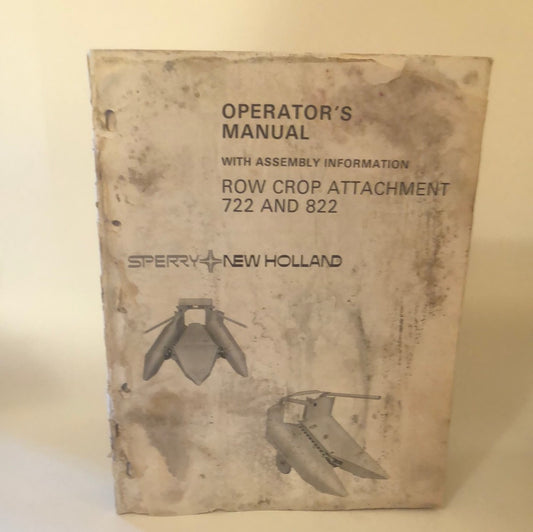 OPERATOR'S
MANUAL
WITH ASSEMBLY INFORMATION
ROW CROP ATTACHMENT
722 AND 822
SPERRY NEW HOLLAND